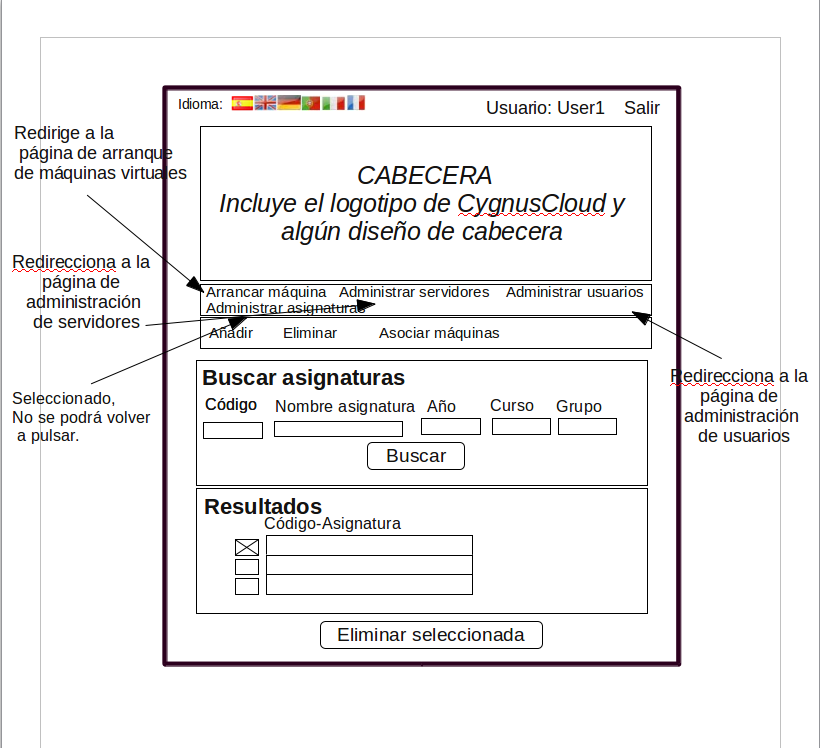 Idioma:
Usuario: User1 Salir
Redirige a la
página de arranque
de máquinas virtuales
CABECERA
Incluye el logotipo de CygnusCloud y
algún diseño de cabecera
Redirecciona a la
página de
administración
de servidores
Arrancar máquina Administrar servidores Administrar usuarios
Administrar asignaturas
Añadir Eliminar Asociar máquinas
Seleccionado,
No se podrá volver
a pulsar.
Redirecciona a la
página de
administración
de usuarios
Buscar asignaturas
Código Nombre asignatura Año Curso Grupo
Buscar
Resultados
Código-Asignatura
Eliminar seleccionada